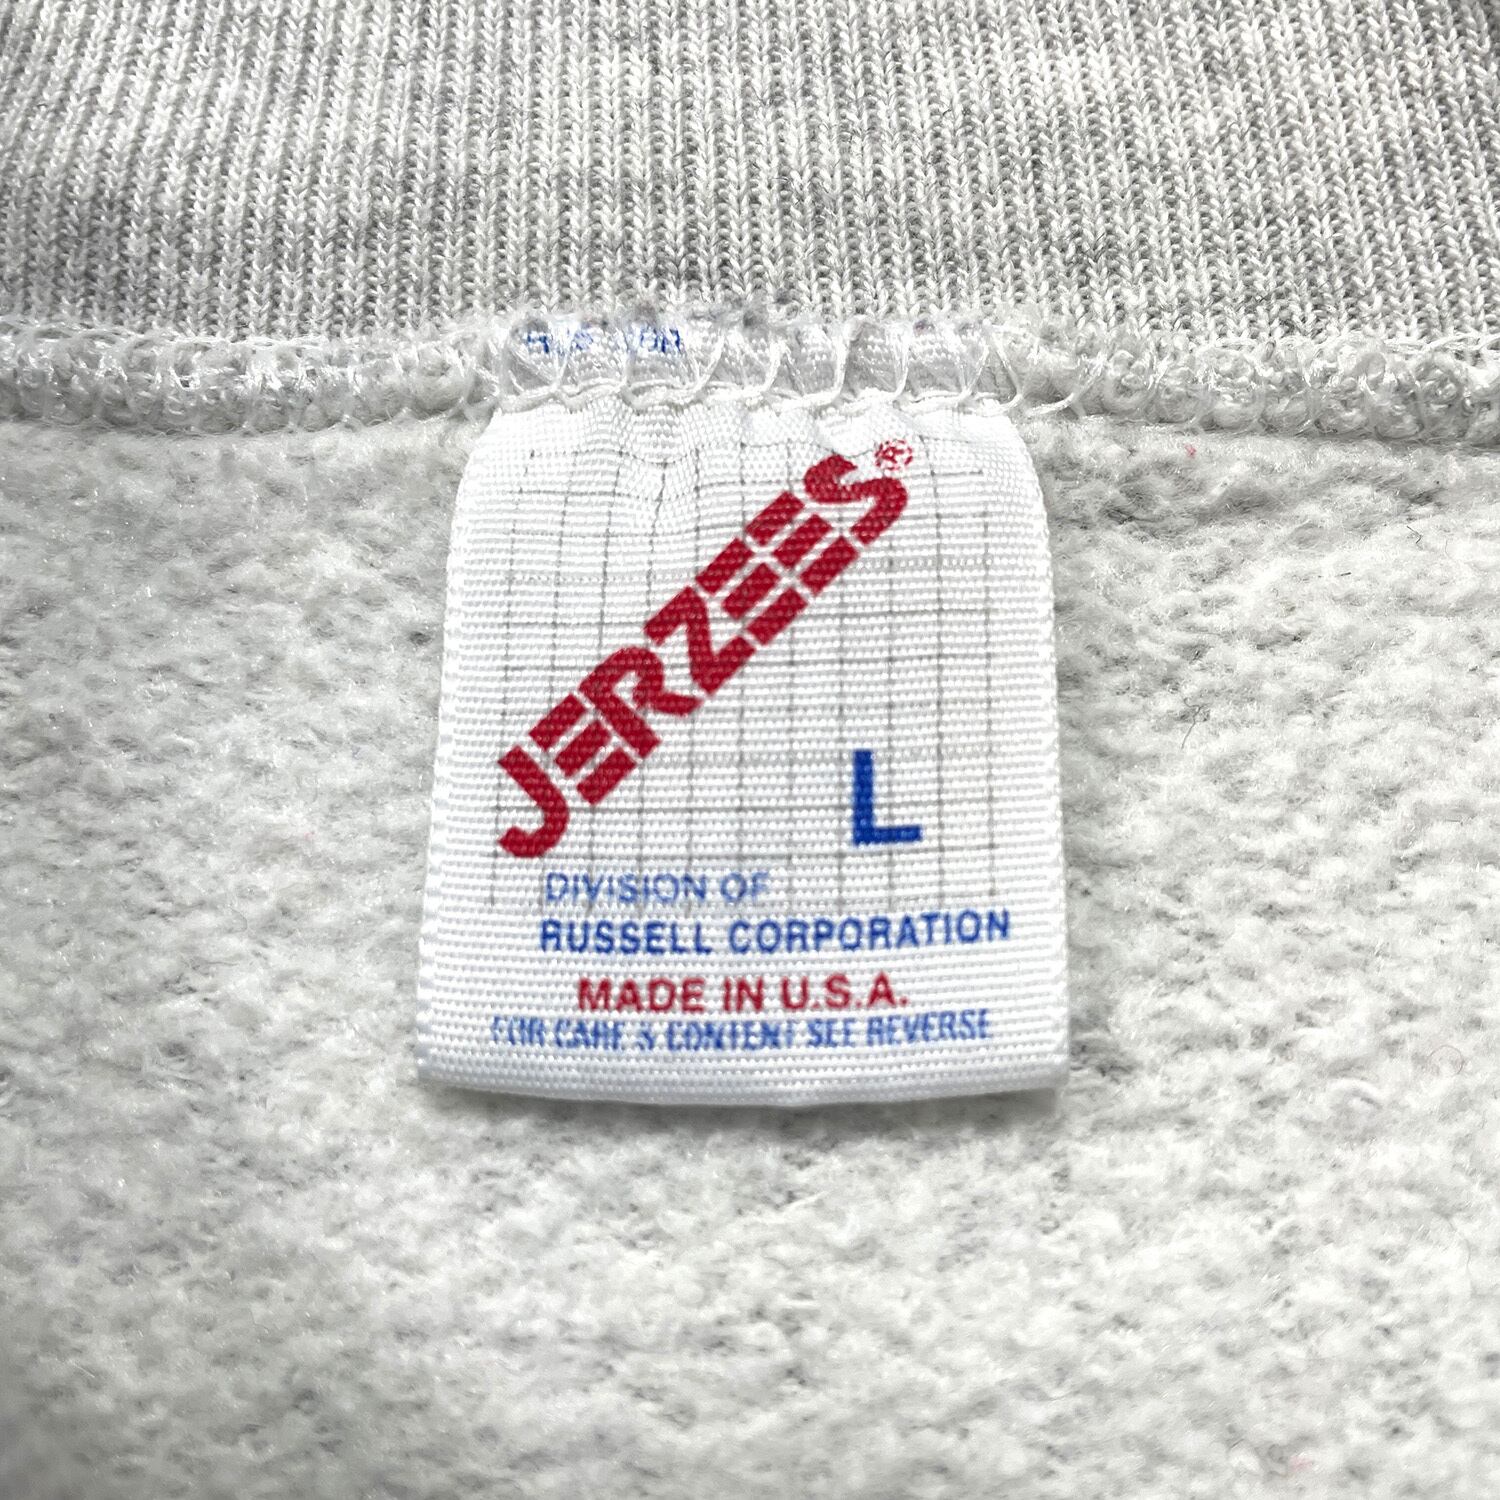 JERZEES®
L
DIVISION OF
RUSSELL CORPORATION
MADE IN U.S.A.
FOR CARE & CONTENT SEE REVERSE